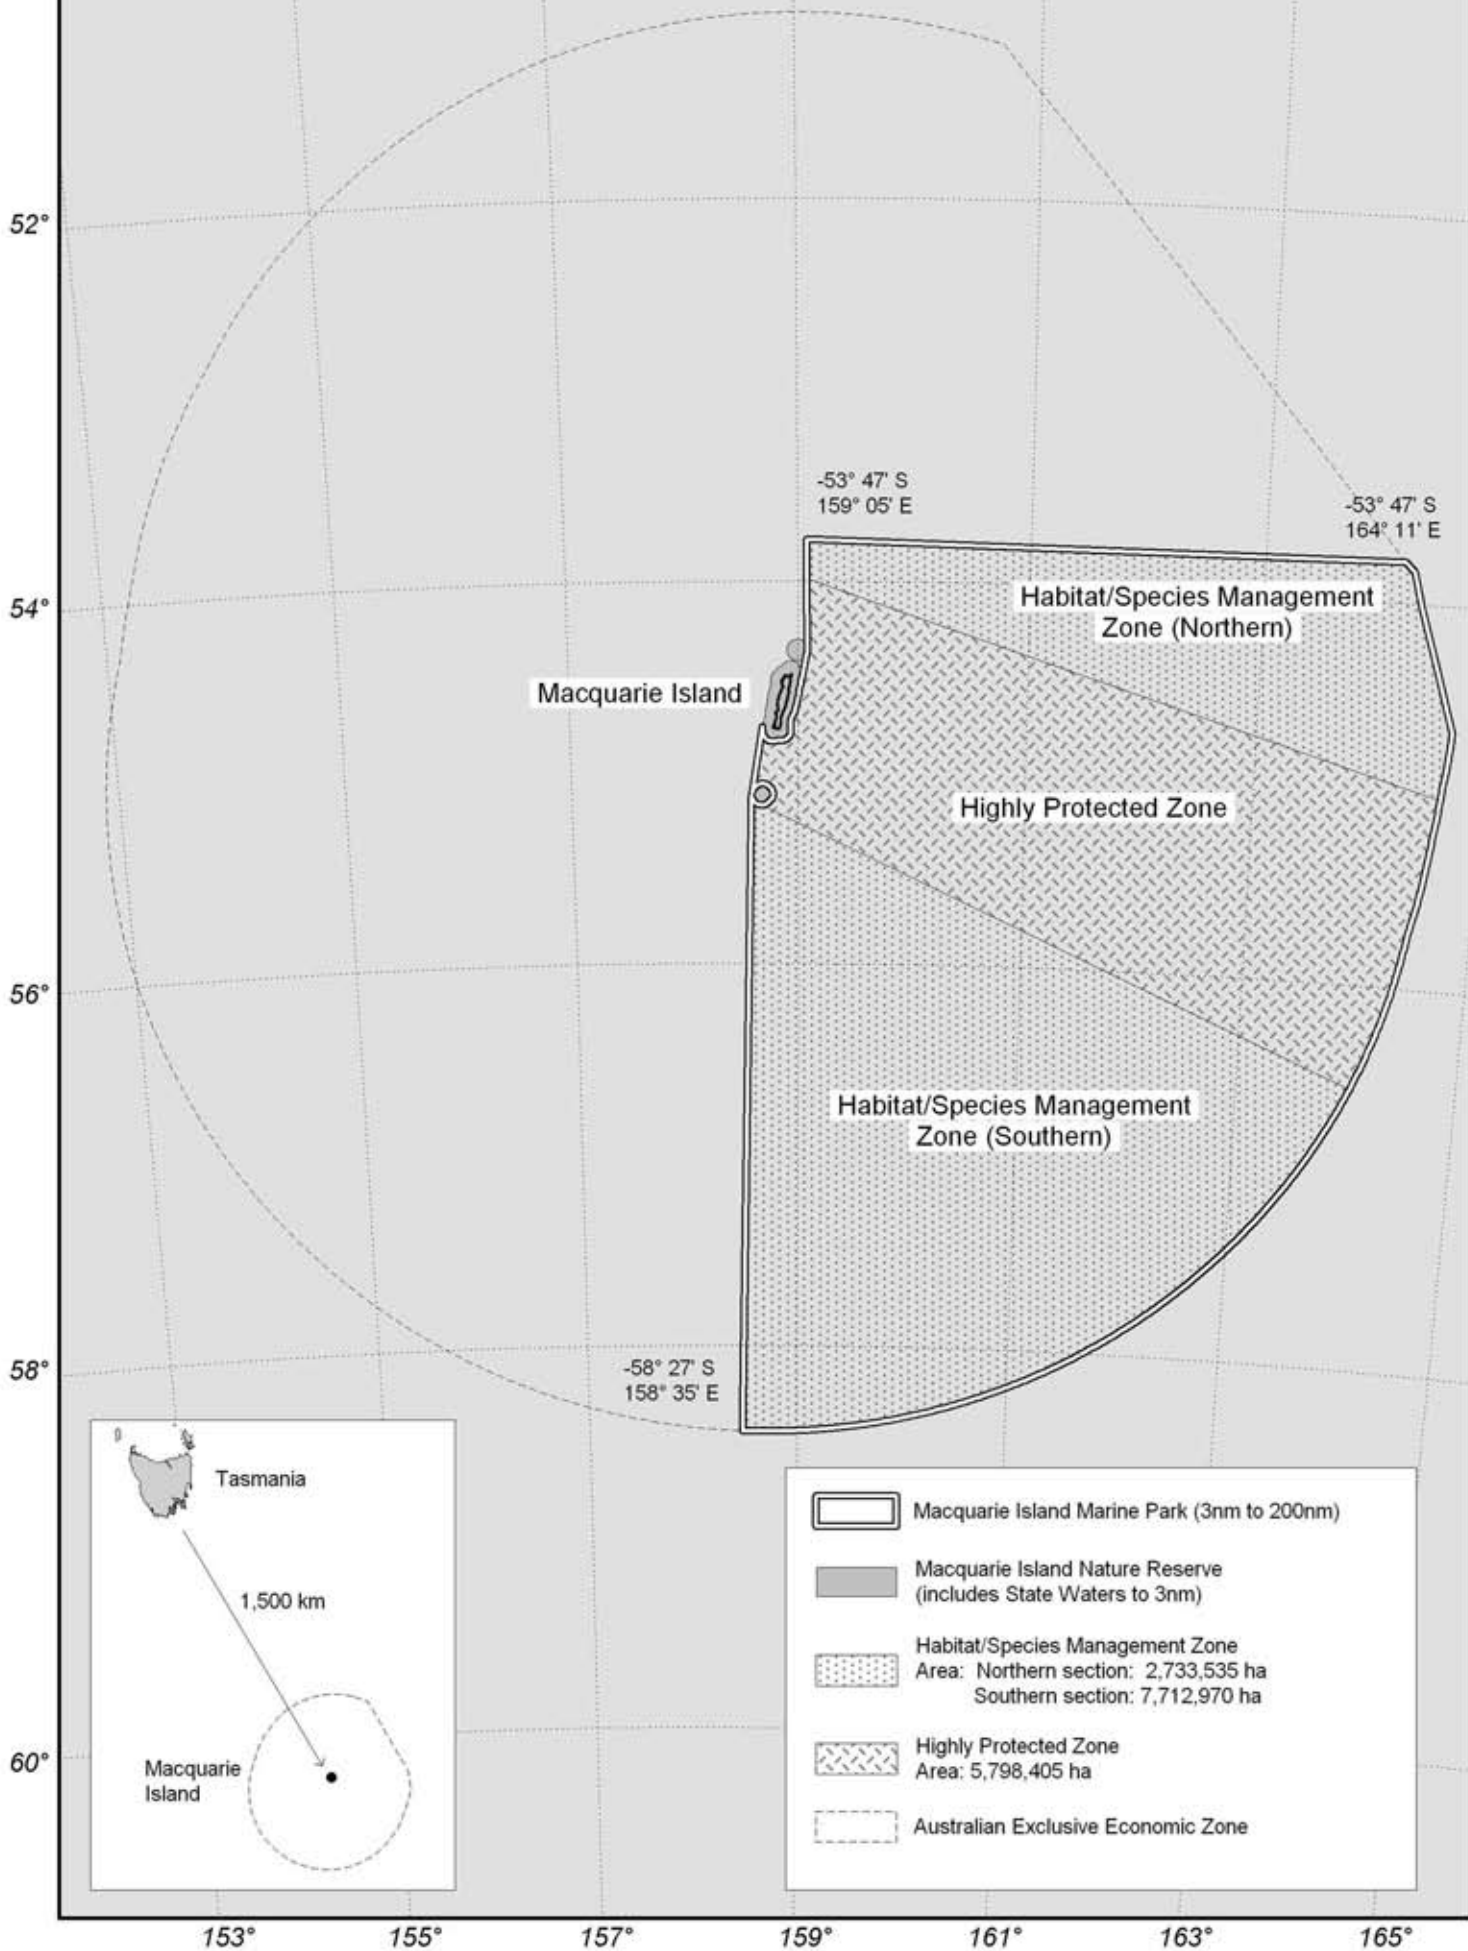 52°
-53° 47' S
159° 05' E
-53° 47' S
164° 11' E
54°
Habitat/Species Management
Zone (Northern)
Macquarie Island
Highly Protected Zone
56°
Habitat/Species Management
Zone (Southern)
58°
-58° 27' S
158° 35' E
Tasmania
1,500 km
Macquarie
Island
60°
Macquarie Island Marine Park (3nm to 200nm)
Macquarie Island Nature Reserve
(includes State Waters to 3nm)
Habitat/Species Management Zone
Area: Northern section: 2,733,535 ha
Southern section: 7,712,970 ha
Highly Protected Zone
Area: 5,798,405 ha
Australian Exclusive Economic Zone
153° 155° 157° 159° 161° 163° 165°